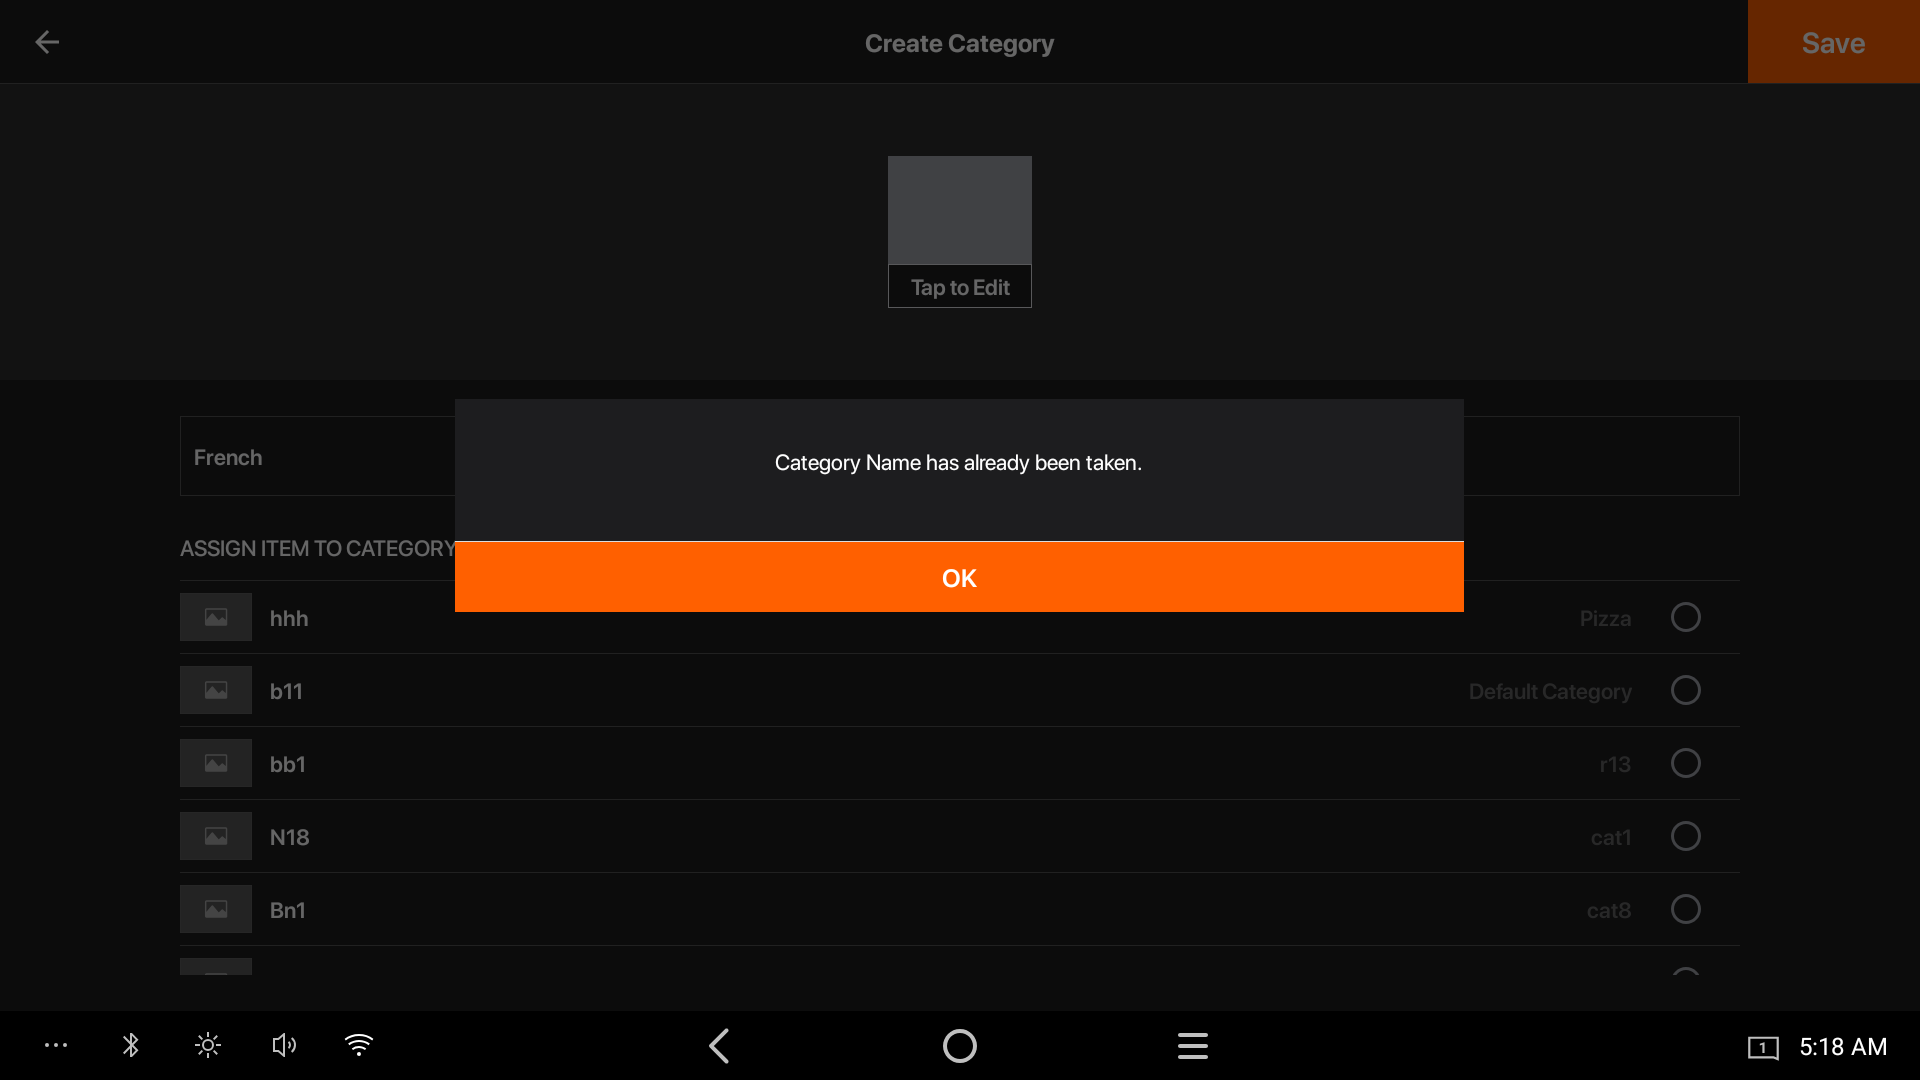 Create Category
Save
Tap to Edit
French
Category Name has already been taken.
ASSIGN ITEM TO CATEGORY
OK
hhh
Pizza
b11
Default Category
bb1
r13
N18
cat1
Bn1
cat8
1
5:18 AM